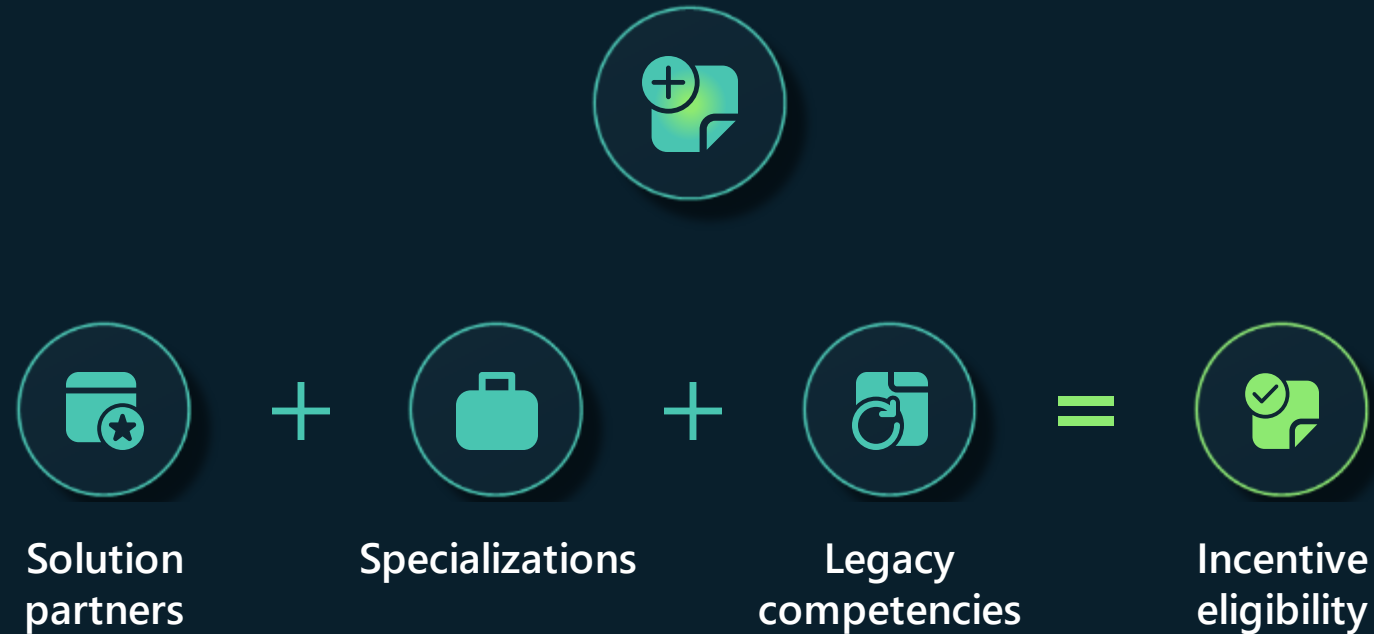 Solution
partners
Specializations
Legacy
competencies
Incentive
eligibility